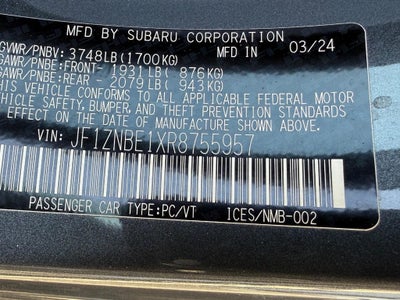 MFD BY SUBARU CORPORATION 03/24
GVWR/PNBV: 3748LB(1700KG)
GAWR/PNBE:FRONT- 1931LB( 876KG)
GAWR/PNBE:REAR - 2079LB( 943KG)
THIS VEHICLE CONFORMS TO ALL APPLICABLE FEDERAL MOTOR
VEHICLE SAFETY, BUMPER, AND THEFT PREVENTION STANDARDS
IN EFFECT ON THE DATE OF MANUFACTURE SHOWN ABOVE.
VIN: JF1ZNBE1XR8755957
PASSENGER CAR TYPE:PC/VT ICES/NMB-002